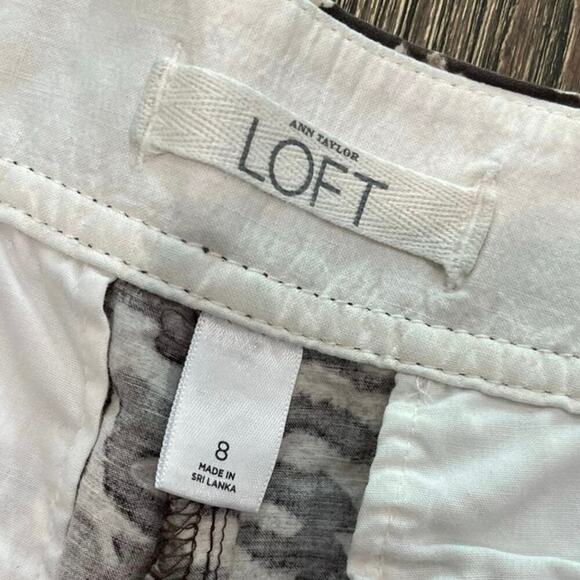 ANN TAYLOR
LOFT
8
MADE IN
SRI LANKA